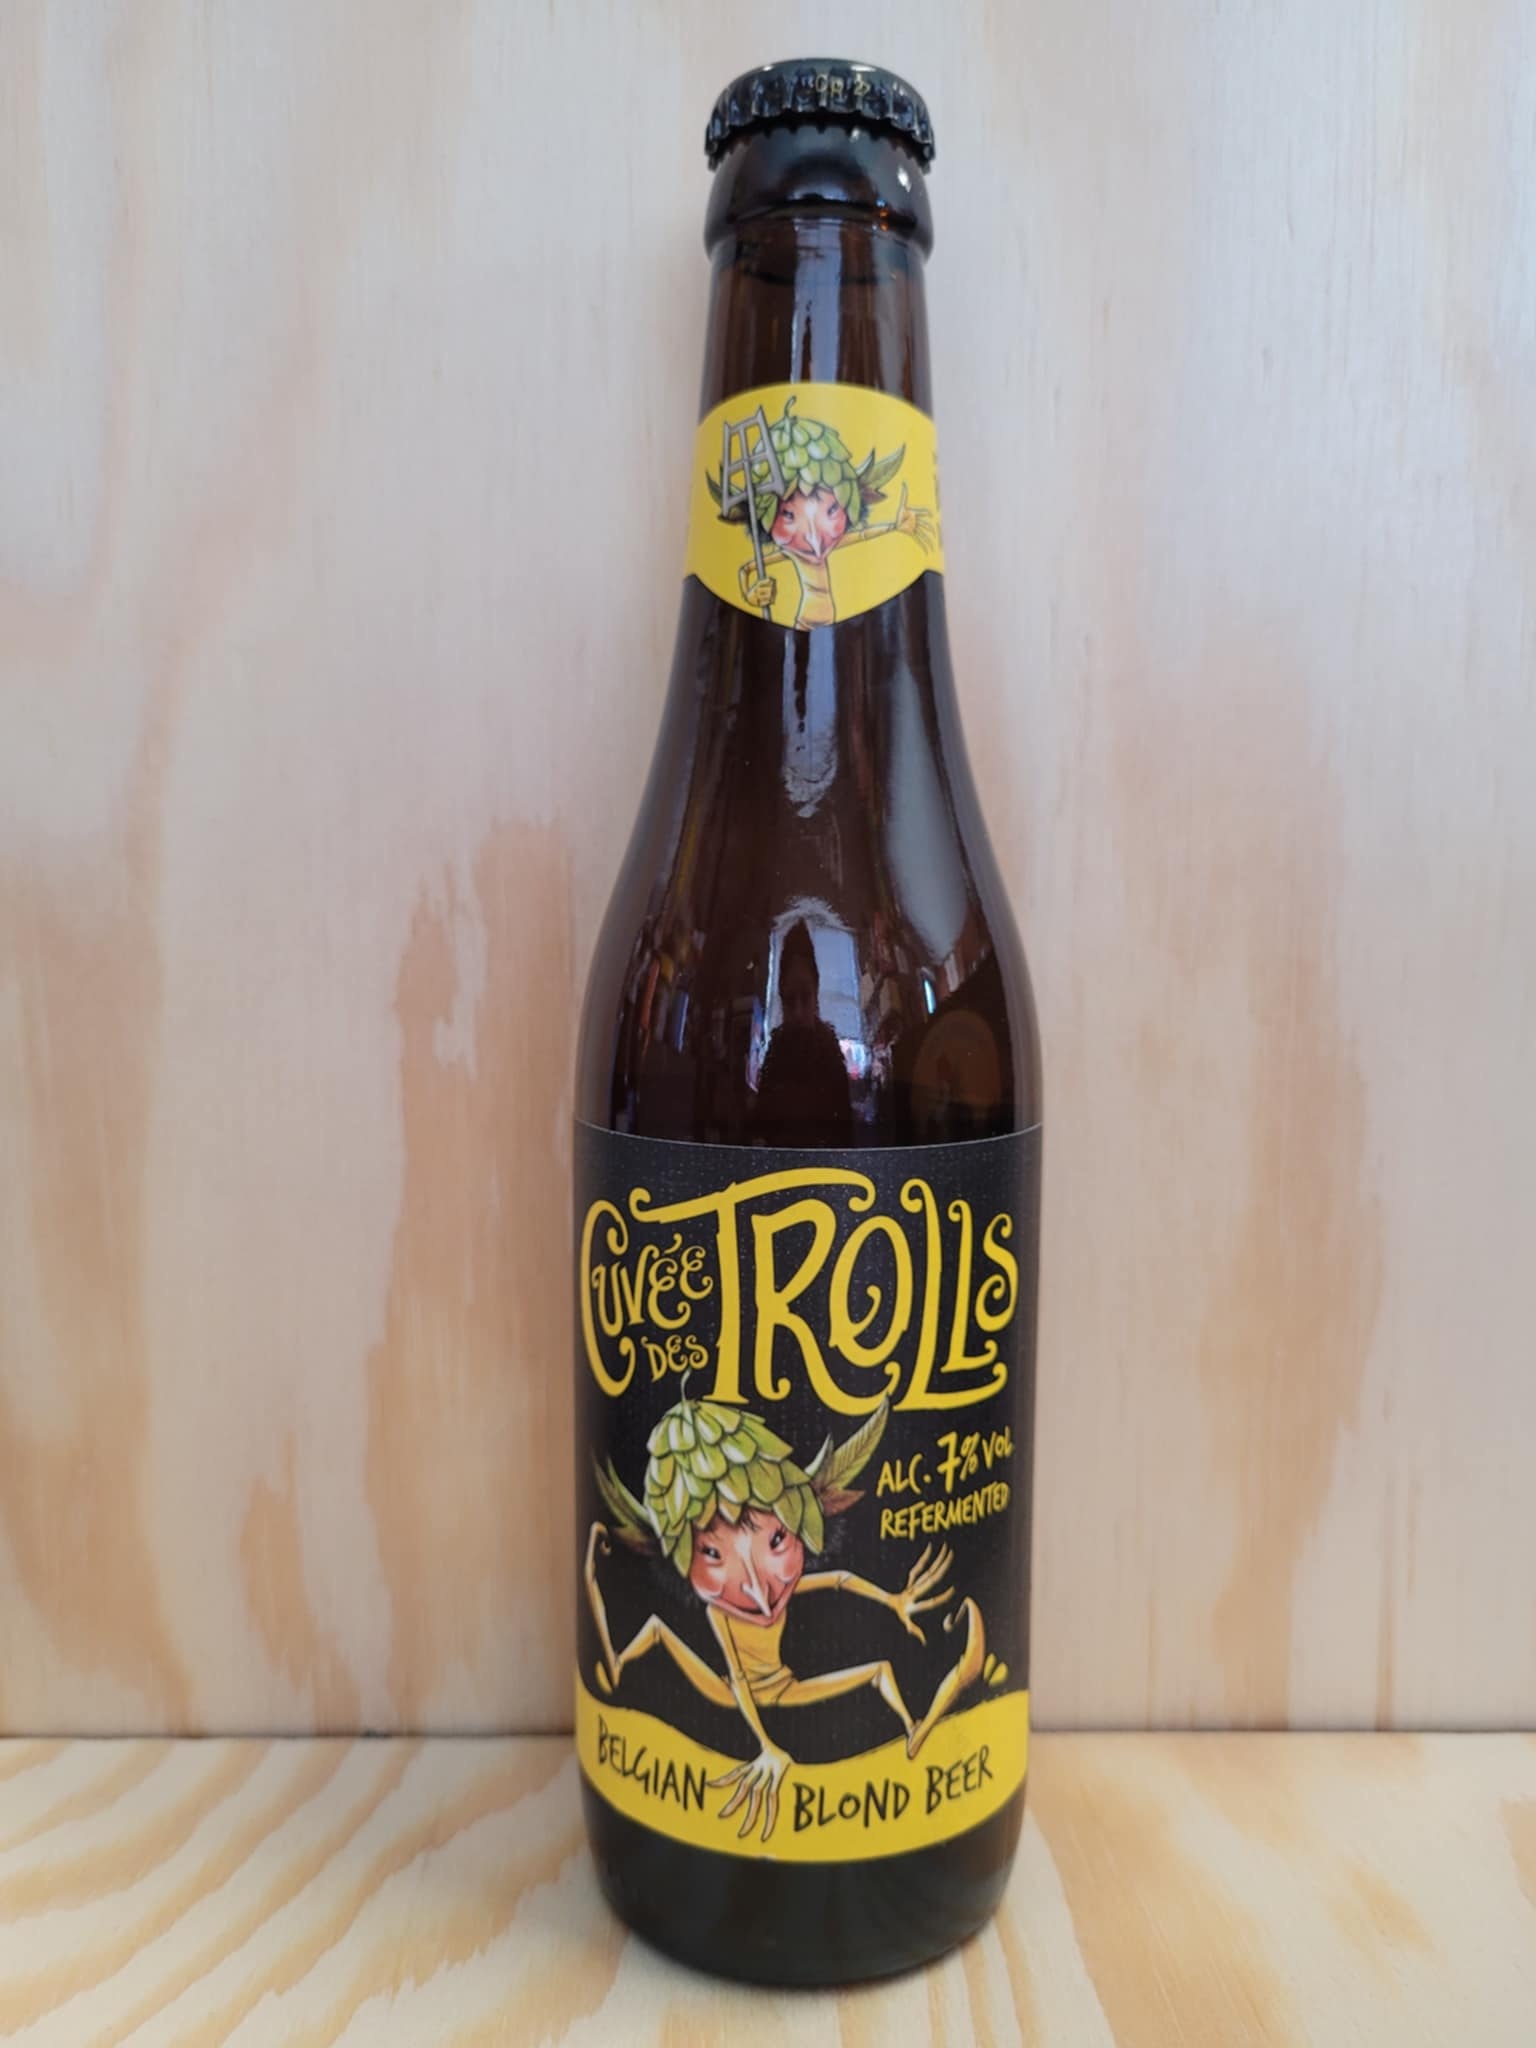 CUVÉE
DES
TROLLS
ALC. 7% VOL
REFERMENTED
BELGIAN BLOND BEER